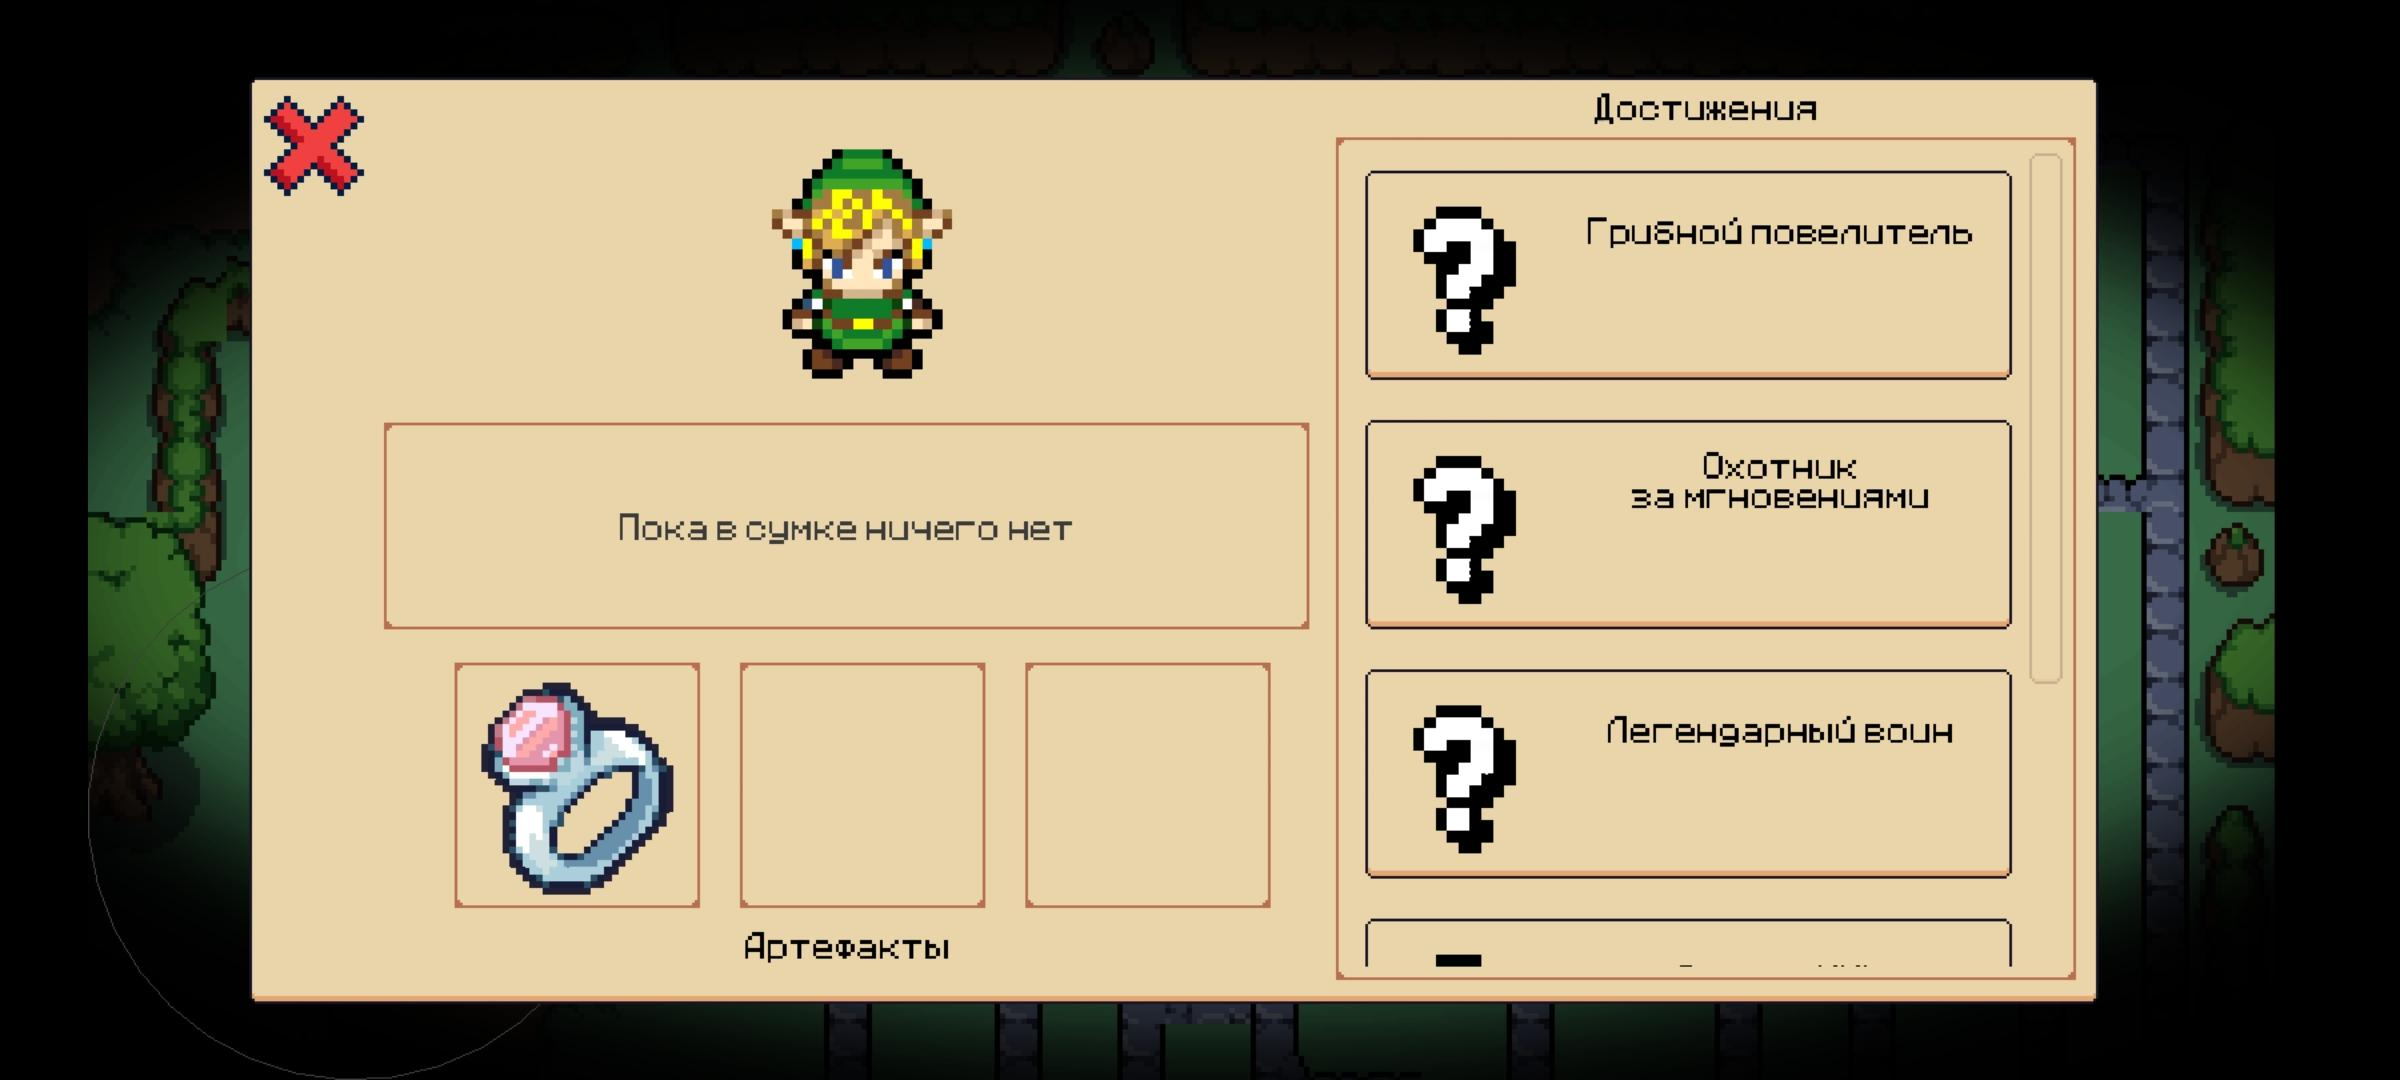 Достижения
Грибной повелитель
Охотник
за мгновениями
Пока в сумке ничего нет
Легендарный воин
Артефакты